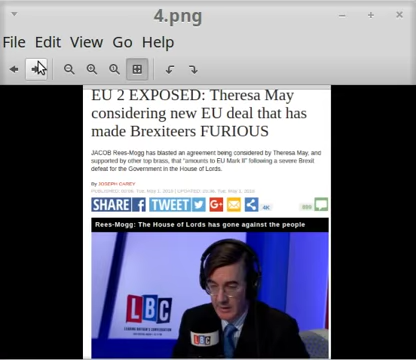 4.png
File Edit View Go Help
EU 2 EXPOSED: Theresa May
considering new EU deal that has
made Brexiteers FURIOUS
JACOB Rees-Mogg has blasted an agreement being considered by Theresa May, and
supported by other top brass, that "amounts to EU Mark II" following a severe Brexit
defeat for the Government in the House of Lords.
By JOSEPH CAREY
SHARE TWEET 4K
Rees-Mogg: The House of Lords has gone against the people
LBC
LBC